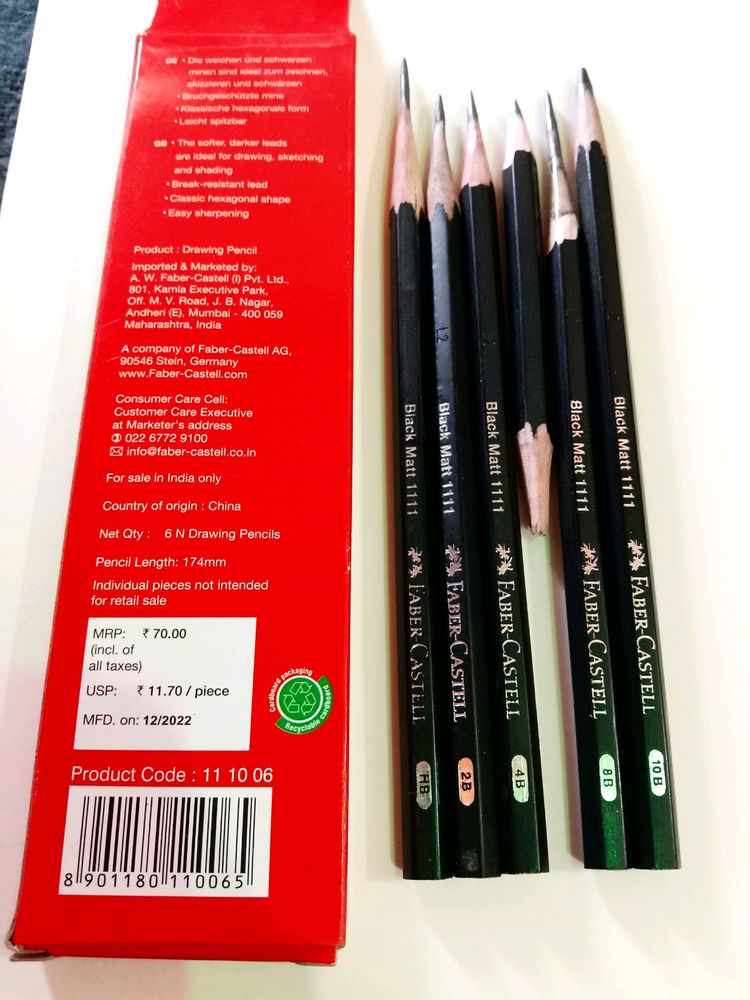 DE • Die weichen und schwarzen
minen sind ideal zum zeichnen,
skizzieren und schwärzen
• Bruchgeschützte mine
• Klassische hexagonale form
• Leicht spitzbar
GB • The softer, darker leads
are ideal for drawing, sketching
and shading
• Break-resistant lead
• Classic hexagonal shape
• Easy sharpening
Product : Drawing Pencil
Imported & Marketed by:
A. W. Faber-Castell (I) Pvt. Ltd.,
801, Kamla Executive Park,
Off. M. V. Road, J. B. Nagar,
Andheri (E), Mumbai - 400 059
Maharashtra, India
A company of Faber-Castell AG,
90546 Stein, Germany
www.Faber-Castell.com
Consumer Care Cell:
Customer Care Executive
at Marketer's address
022 6772 9100
info@faber-castell.co.in
For sale in India only
Country of origin : China
Net Qty : 6 N Drawing Pencils
Pencil Length: 174mm
Individual pieces not intended
for retail sale
MRP: ₹ 70.00
(incl. of
all taxes)
USP: ₹ 11.70 / piece
MFD. on: 12/2022
Cardboard packaging
Recyclable cardboard
Product Code : 11 10 06
8 901180 110065
Black Matt 1111 FABER-CASTELL HB
L2
Black Matt 1111 FABER-CASTELL 2B
Black Matt 1111 FABER-CASTELL 4B
Black Matt 1111 FABER-CASTELL 8B
Black Matt 1111 FABER-CASTELL 10B